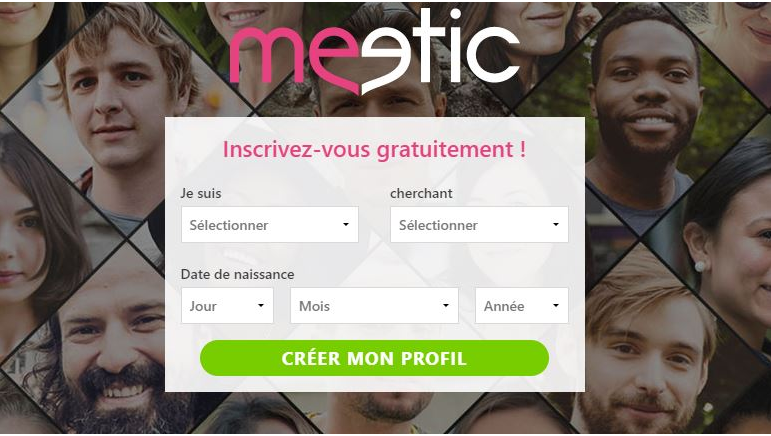 meetic
Inscrivez-vous gratuitement !
Je suis cherchant
Sélectionner Sélectionner
Date de naissance
Jour Mois Année
CRÉER MON PROFIL